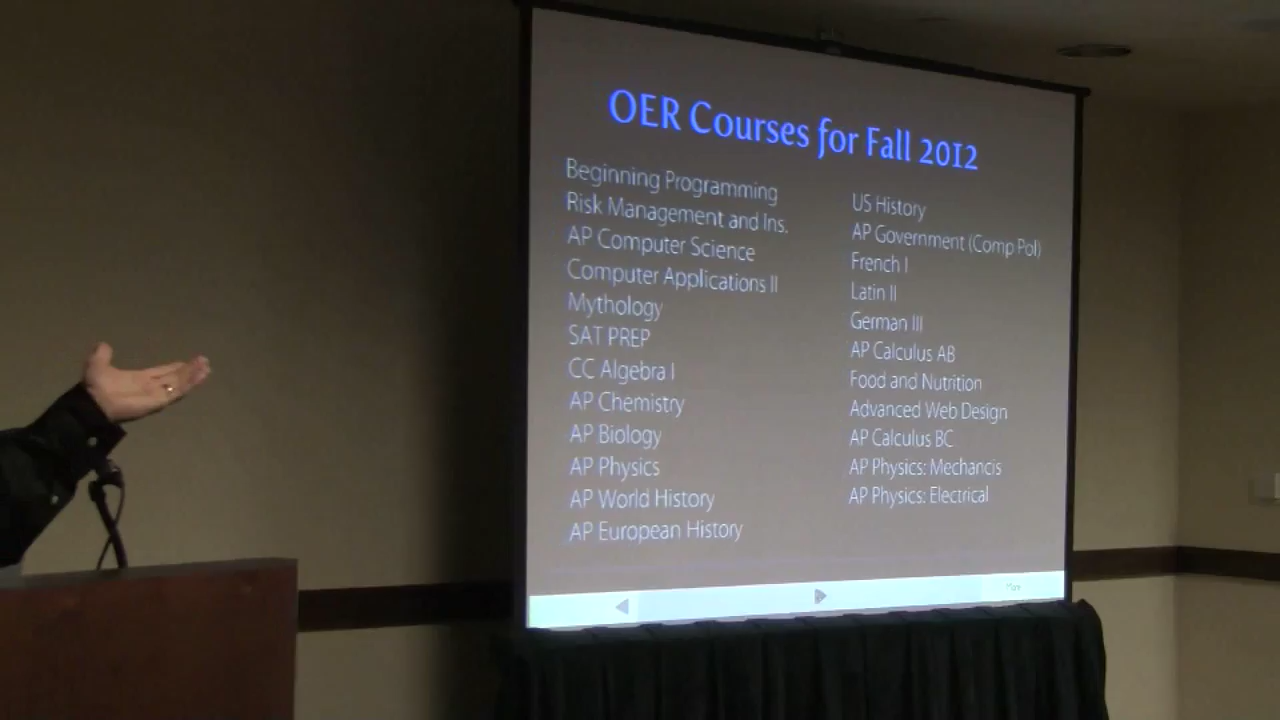 OER Courses for Fall 2012
Beginning Programming
Risk Management and Ins.
AP Computer Science
Computer Applications II
Mythology
SAT PREP
CC Algebra I
AP Chemistry
AP Biology
AP Physics
AP World History
AP European History
US History
AP Government (Comp Pol)
French I
Latin II
German III
AP Calculus AB
Food and Nutrition
Advanced Web Design
AP Calculus BC
AP Physics: Mechancis
AP Physics: Electrical
More